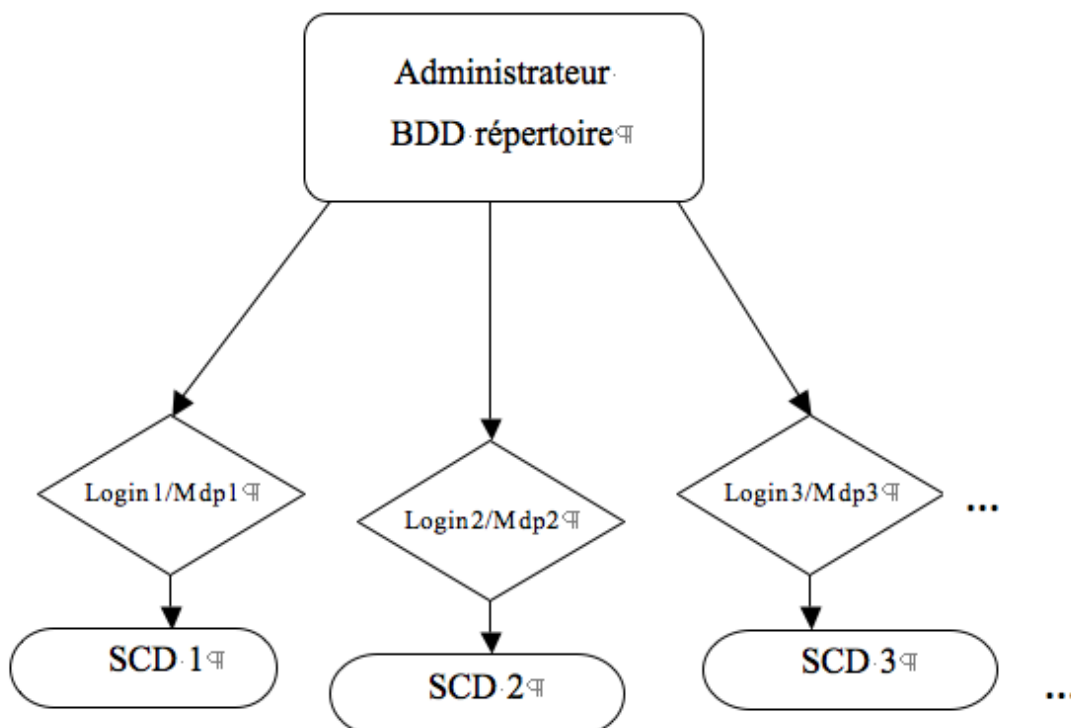 Administrateur
BDD répertoire¶
Login1/Mdp1¶
Login2/Mdp2¶
Login3/Mdp3¶
...
SCD 1¶
SCD 2¶
SCD 3¶
...